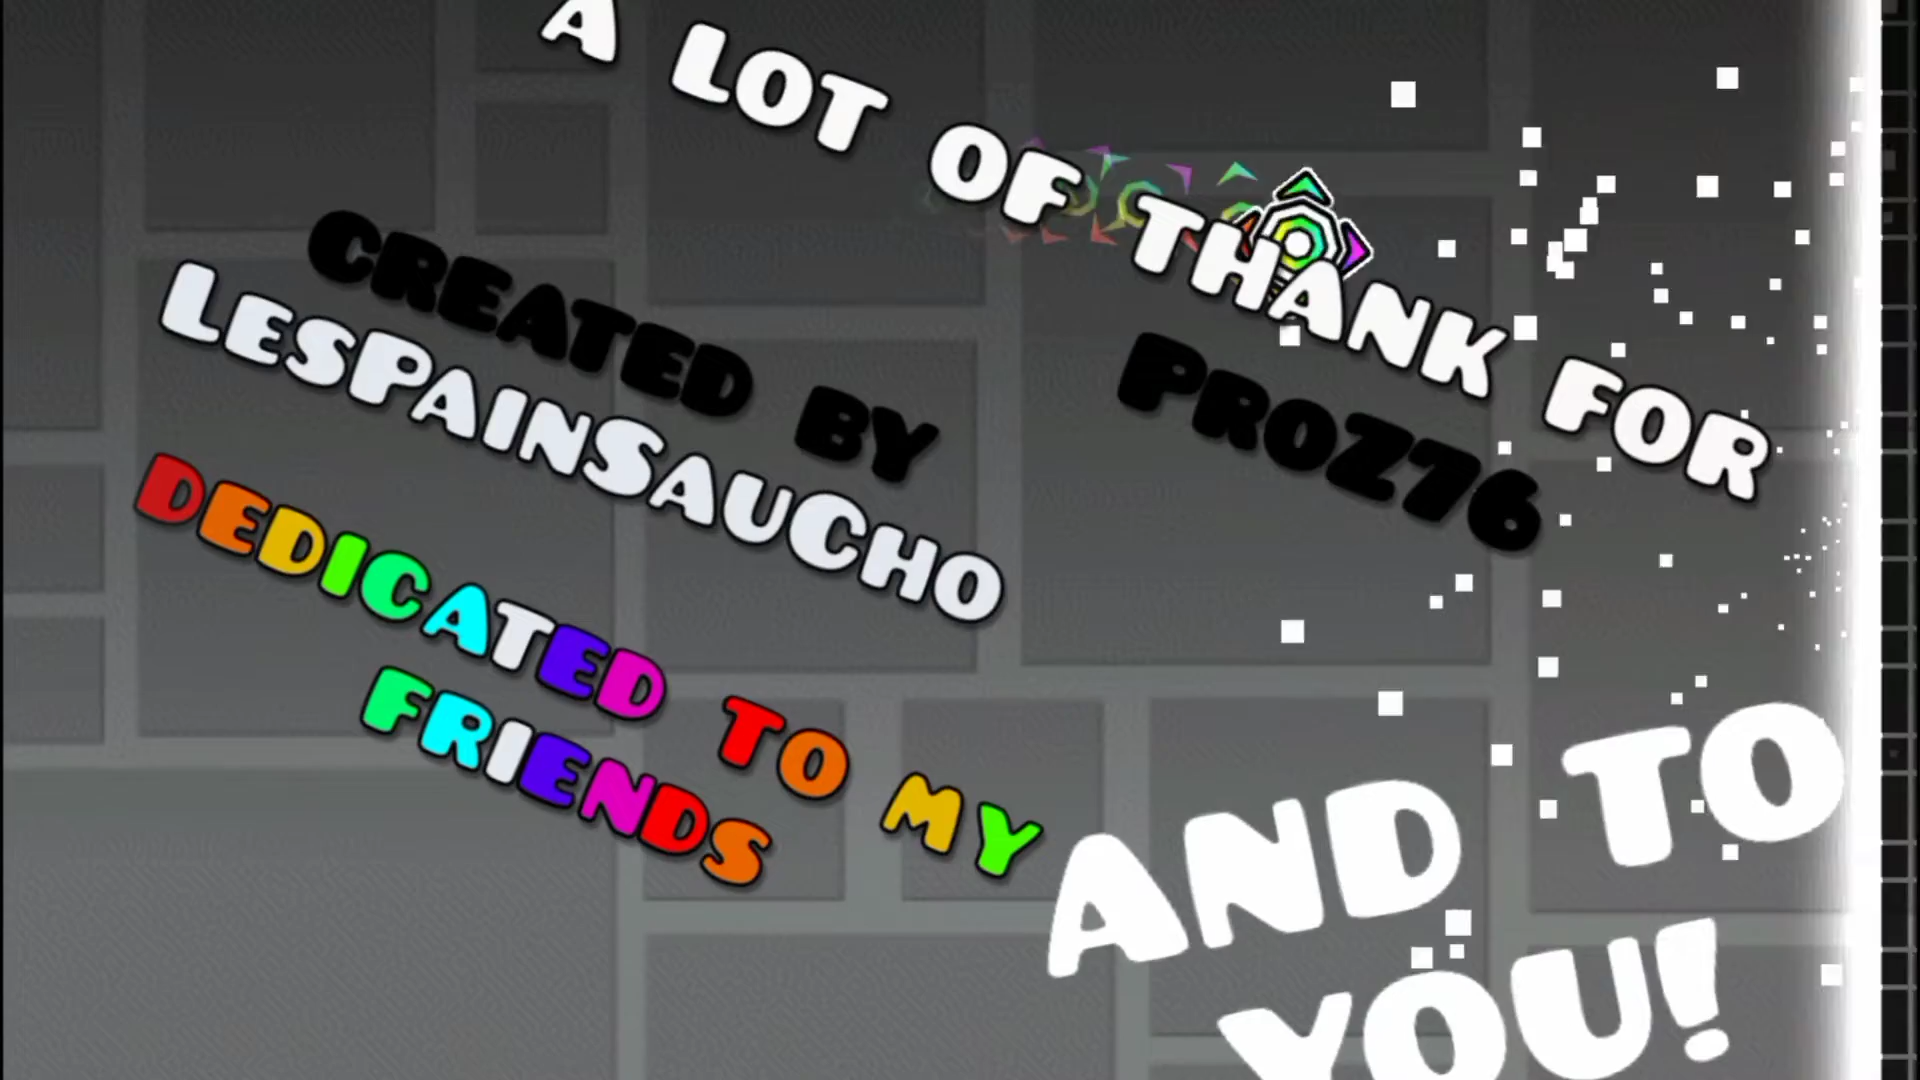 A LOT OF THANK FOR
PROZ76
CREATED BY
LESPAINSAUCHO
DEDICATED TO MY
FRIENDS
AND TO
YOU!